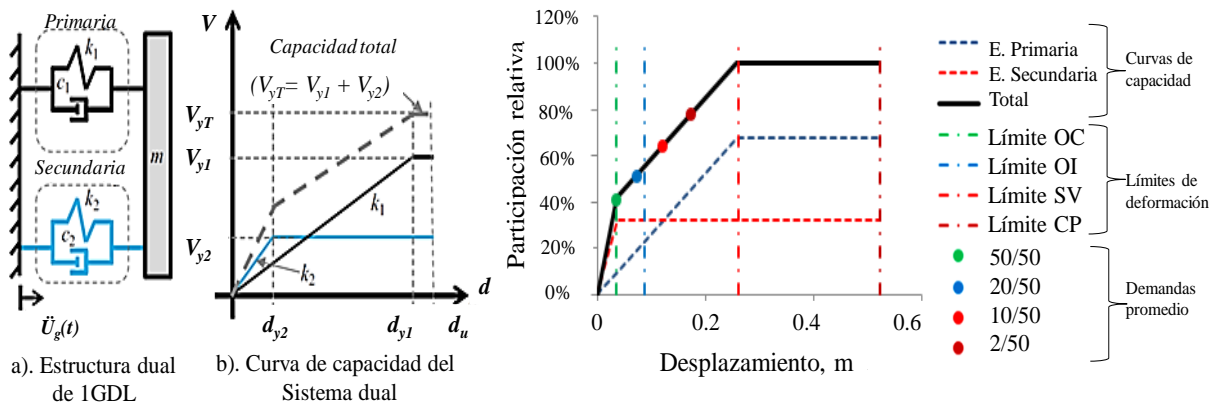 Primaria
k1
c1
Secundaria
k2
c2
m
Üg(t)
a). Estructura dual
de 1GDL
V
Capacidad total
(VyT= Vy1 + Vy2)
VyT
Vy1
Vy2
k1
k2
d
dy2
dy1
du
b). Curva de capacidad del
Sistema dual
Participación relativa
120%
100%
80%
60%
40%
20%
0%
0
0.2
0.4
0.6
Desplazamiento, m
E. Primaria
E. Secundaria
Total
Curvas de
capacidad
Límite OC
Límite OI
Límite SV
Límite CP
Límites de
deformación
50/50
20/50
10/50
2/50
Demandas
promedio